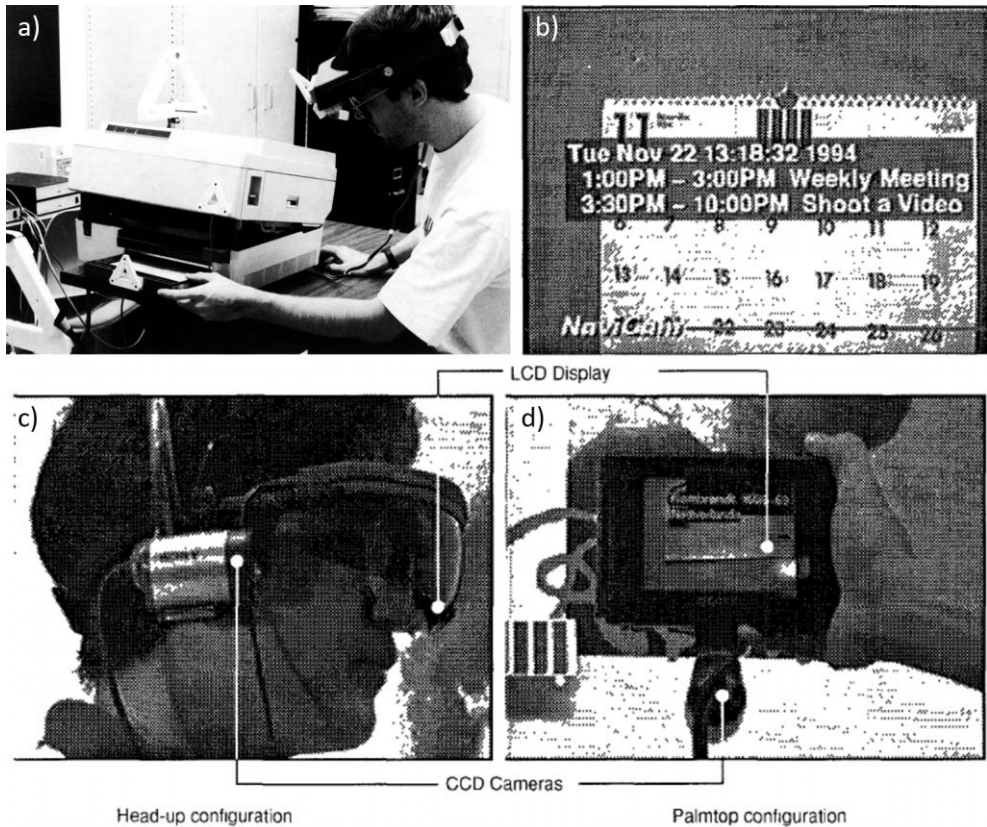 a)
b)
11
Tue Nov 22 13:18:32 1994
1:00PM – 3:00PM Weekly Meeting
3:30PM – 10:00PM Shoot a Video
6 7 8 9 10 11 12
13 14 15 16 17 18 19
NaviCam 22 23 24 25 26
LCD Display
c)
d)
CCD Cameras
Head-up configuration
Palmtop configuration